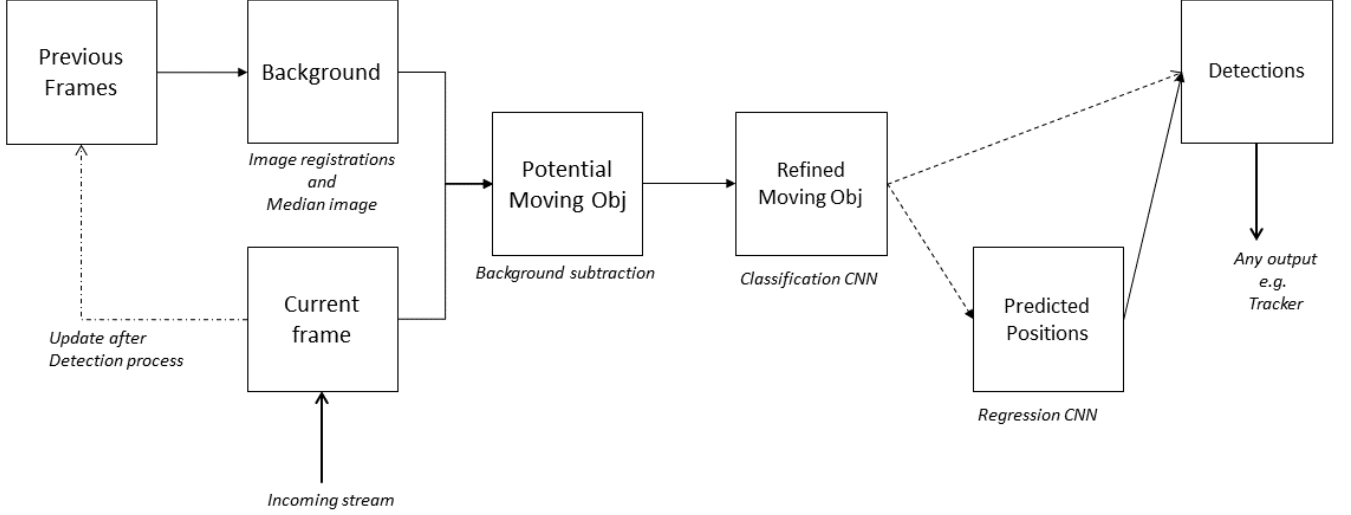 Previous
Frames
Background
Image registrations
and
Median image
Current
frame
Update after
Detection process
Incoming stream
Potential
Moving Obj
Background subtraction
Refined
Moving Obj
Classification CNN
Predicted
Positions
Regression CNN
Detections
Any output
e.g.
Tracker